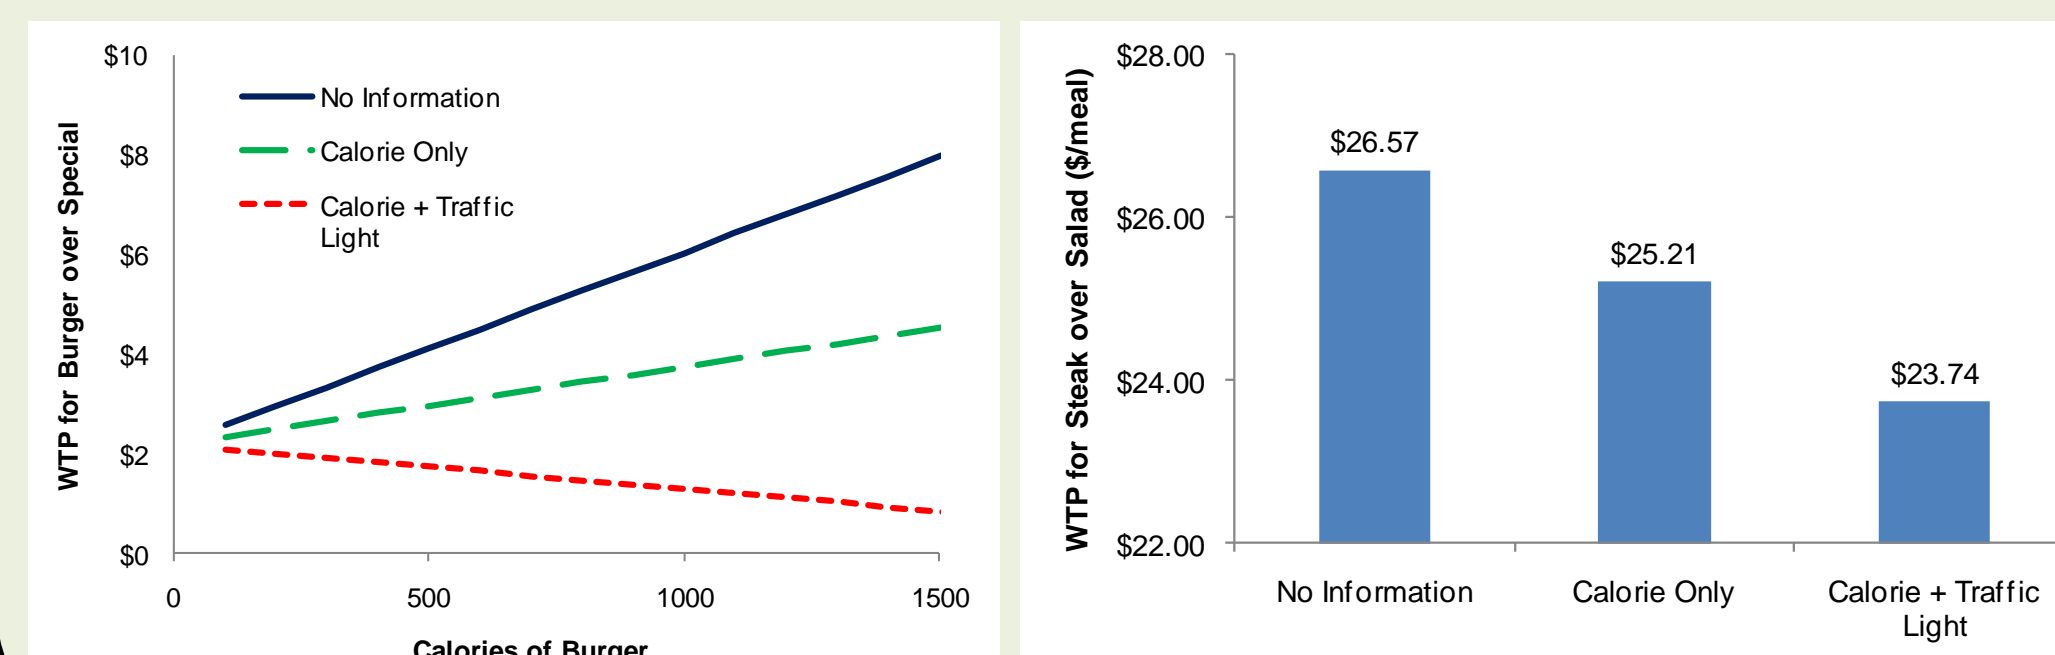 $10
$8
$6
$4
$2
$0
WTP for Burger over Special
No Information
Calorie Only
Calorie + Traffic
Light
0 500 1000 1500
Calories of Burger
$28.00
$26.00
$24.00
$22.00
WTP for Steak over Salad ($/meal)
$26.57
$25.21
$23.74
No Information Calorie Only Calorie + Traffic
Light